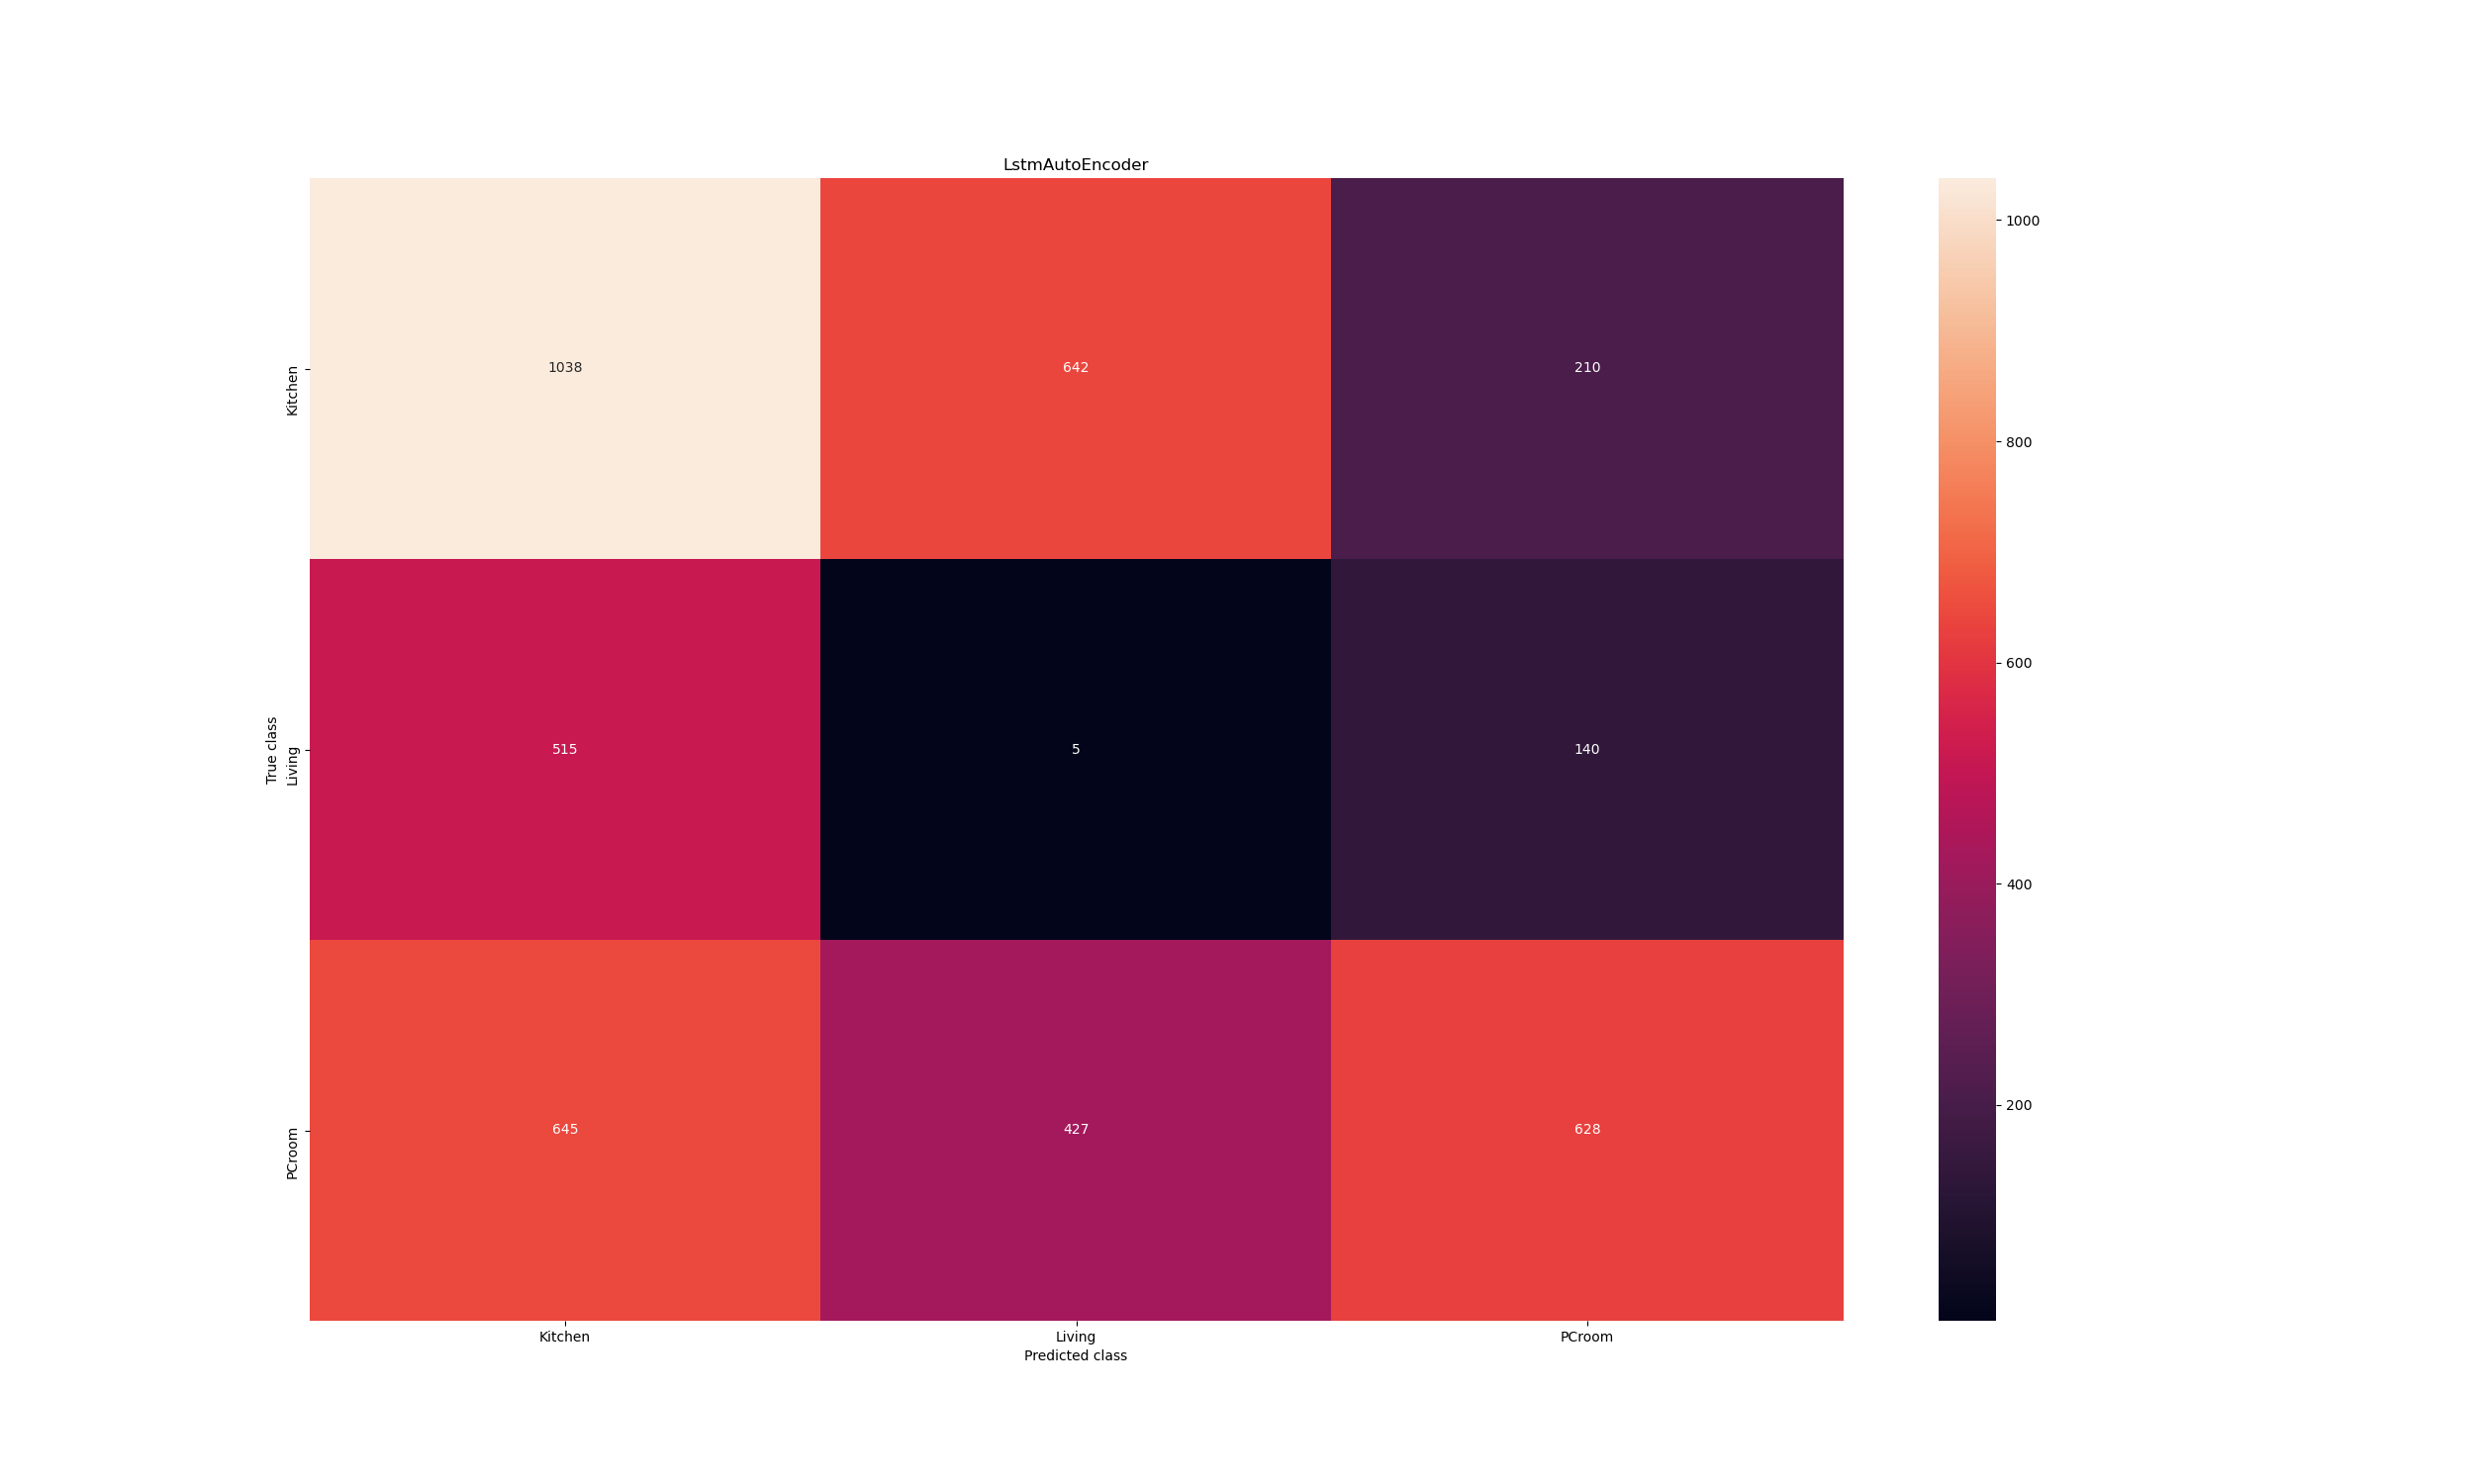 LstmAutoEncoder
1038 642 210
515 5 140
645 427 628
Kitchen
Living
PCroom
True class
Kitchen Living PCroom
Predicted class
1000
800
600
400
200